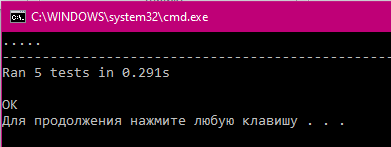 C:\WINDOWS\system32\cmd.exe
.....
----------------------------------------------------------------------
Ran 5 tests in 0.291s
OK
Для продолжения нажмите любую клавишу . . .